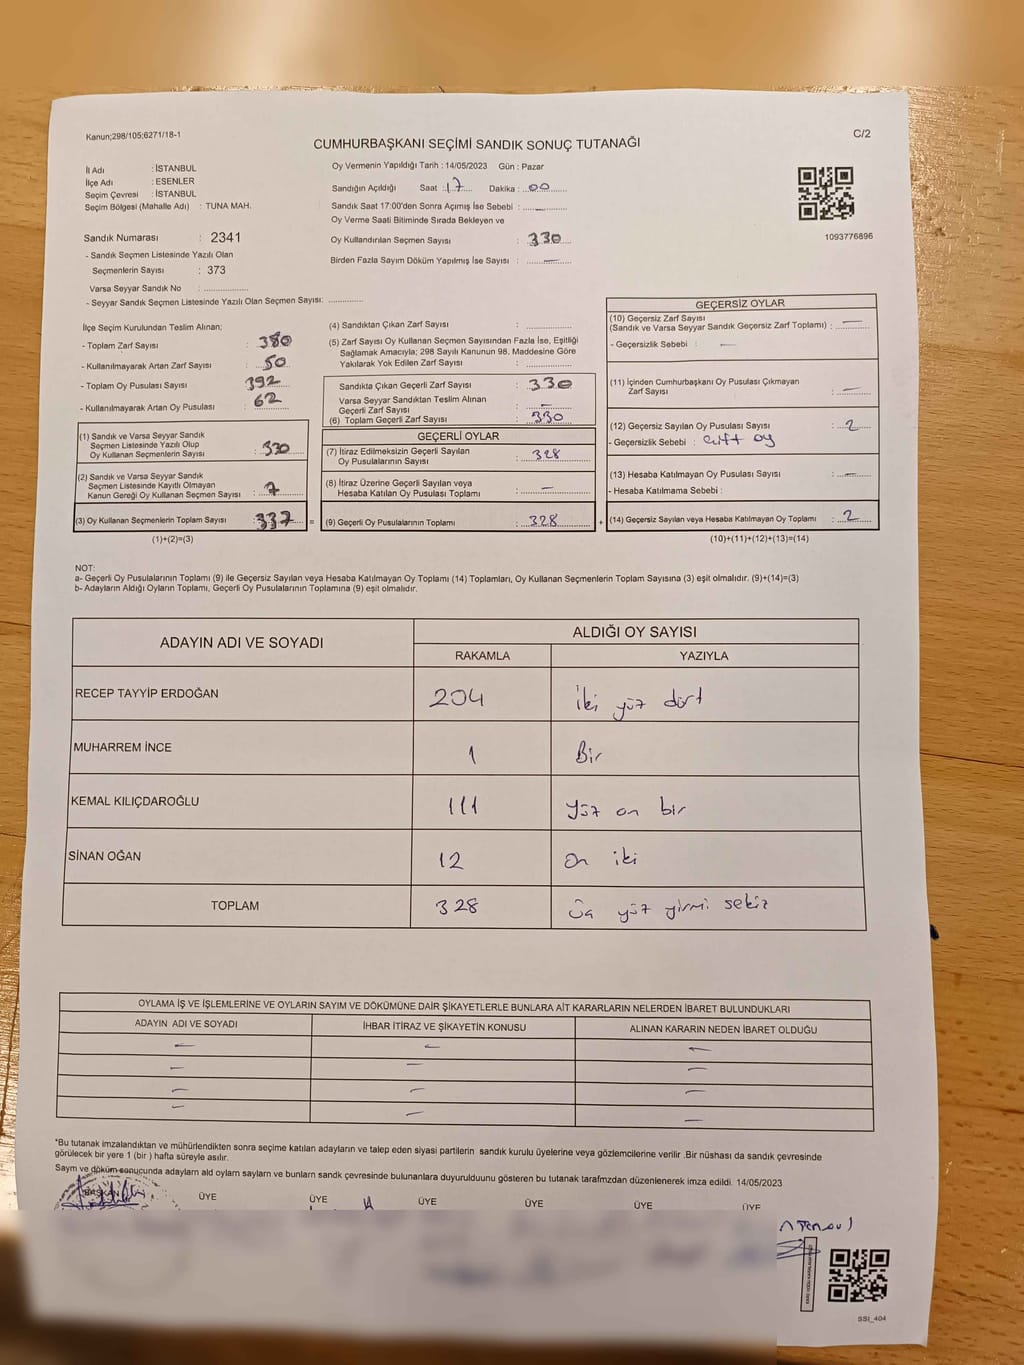 Kanun;298/105;6271/18-1
C/2
CUMHURBAŞKANI SEÇİMİ SANDIK SONUÇ TUTANAĞI
İl Adı : İSTANBUL
İlçe Adı : ESENLER
Seçim Çevresi : İSTANBUL
Seçim Bölgesi (Mahalle Adı) : TUNA MAH.
Oy Vermenin Yapıldığı Tarih : 14/05/2023 Gün : Pazar
Sandığın Açıldığı Saat : 17 Dakika : 00
Sandık Saat 17:00'den Sonra Açımış İse Sebebi : –
Oy Verme Saati Bitiminde Sırada Bekleyen ve
Oy Kullandırılan Seçmen Sayısı : 330
Birden Fazla Sayım Döküm Yapılmış İse Sayısı : –
1093776896
Sandık Numarası : 2341
- Sandık Seçmen Listesinde Yazılı Olan
Seçmenlerin Sayısı : 373
Varsa Seyyar Sandık No :
- Seyyar Sandık Seçmen Listesinde Yazılı Olan Seçmen Sayısı:
İlçe Seçim Kurulundan Teslim Alınan;
- Toplam Zarf Sayısı : 380
- Kullanılmayarak Artan Zarf Sayısı : 50
- Toplam Oy Pusulası Sayısı 392
- Kullanılmayarak Artan Oy Pusulası : 62
(1) Sandık ve Varsa Seyyar Sandık
Seçmen Listesinde Yazılı Olup
Oy Kullanan Seçmenlerin Sayısı : 330
(2) Sandık ve Varsa Seyyar Sandık
Seçmen Listesinde Kayıtlı Olmayan
Kanun Gereği Oy Kullanan Seçmen Sayısı : 7
(3) Oy Kullanan Seçmenlerin Toplam Sayısı : 337
(1)+(2)=(3)
(4) Sandıktan Çıkan Zarf Sayısı :
(5) Zarf Sayısı Oy Kullanan Seçmen Sayısından Fazla İse, Eşitliği
Sağlamak Amacıyla; 298 Sayılı Kanunun 98. Maddesine Göre
Yakılarak Yok Edilen Zarf Sayısı :
Sandıkta Çıkan Geçerli Zarf Sayısı : 330
Varsa Seyyar Sandıktan Teslim Alınan
Geçerli Zarf Sayısı : –
(6) Toplam Geçerli Zarf Sayısı : 330
GEÇERLİ OYLAR
(7) İtiraz Edilmeksizin Geçerli Sayılan
Oy Pusulalarının Sayısı : 328
(8) İtiraz Üzerine Geçerli Sayılan veya
Hesaba Katılan Oy Pusulası Toplamı : –
= (9) Geçerli Oy Pusulalarının Toplamı : 328 +
GEÇERSİZ OYLAR
(10) Geçersiz Zarf Sayısı
(Sandık ve Varsa Seyyar Sandık Geçersiz Zarf Toplamı) : –
- Geçersizlik Sebebi : –
(11) İçinden Cumhurbaşkanı Oy Pusulası Çıkmayan
Zarf Sayısı : –
(12) Geçersiz Sayılan Oy Pusulası Sayısı : 2
- Geçersizlik Sebebi : çift oy
(13) Hesaba Katılmayan Oy Pusulası Sayısı : –
- Hesaba Katılmama Sebebi :
(14) Geçersiz Sayılan veya Hesaba Katılmayan Oy Toplamı : 2
(10)+(11)+(12)+(13)=(14)
NOT:
a- Geçerli Oy Pusulalarının Toplamı (9) ile Geçersiz Sayılan veya Hesaba Katılmayan Oy Toplamı (14) Toplamları, Oy Kullanan Seçmenlerin Toplam Sayısına (3) eşit olmalıdır. (9)+(14)=(3)
b- Adayların Aldığı Oyların Toplamı, Geçerli Oy Pusulalarının Toplamına (9) eşit olmalıdır.
ADAYIN ADI VE SOYADI ALDIĞI OY SAYISI
RAKAMLA YAZIYLA
RECEP TAYYİP ERDOĞAN 204 İki yüz dört
MUHARREM İNCE 1 Bir
KEMAL KILIÇDAROĞLU 111 yüz on bir
SİNAN OĞAN 12 on iki
TOPLAM 328 üç yüz yirmi sekiz
OYLAMA İŞ VE İŞLEMLERİNE VE OYLARIN SAYIM VE DÖKÜMÜNE DAİR ŞİKAYETLERLE BUNLARA AİT KARARLARIN NELERDEN İBARET BULUNDUKLARI
ADAYIN ADI VE SOYADI İHBAR İTİRAZ VE ŞİKAYETİN KONUSU ALINAN KARARIN NEDEN İBARET OLDUĞU
– – –
– – –
– – –
– – –
*Bu tutanak imzalandıktan ve mühürlendikten sonra seçime katılan adayların ve talep eden siyasi partilerin sandık kurulu üyelerine veya gözlemcilerine verilir .Bir nüshası da sandık çevresinde
görülecek bir yere 1 (bir ) hafta süreyle asılır.
Sayım ve döküm sonucunda adayların ald oyların sayların ve bunların sandk çevresinde bulunanlara duyurulduunu gösteren bu tutanak tarafmzdan düzenlenerek imza edildi. 14/05/2023
BAŞKAN ÜYE ÜYE ÜYE ÜYE ÜYE ÜYE
SSI_404